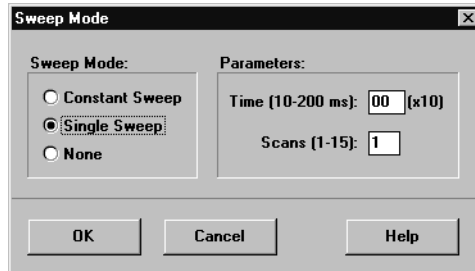 Sweep Mode
Sweep Mode:
Constant Sweep
Single Sweep
None
Parameters:
Time (10-200 ms): 00 (x10)
Scans (1-15): 1
OK Cancel Help